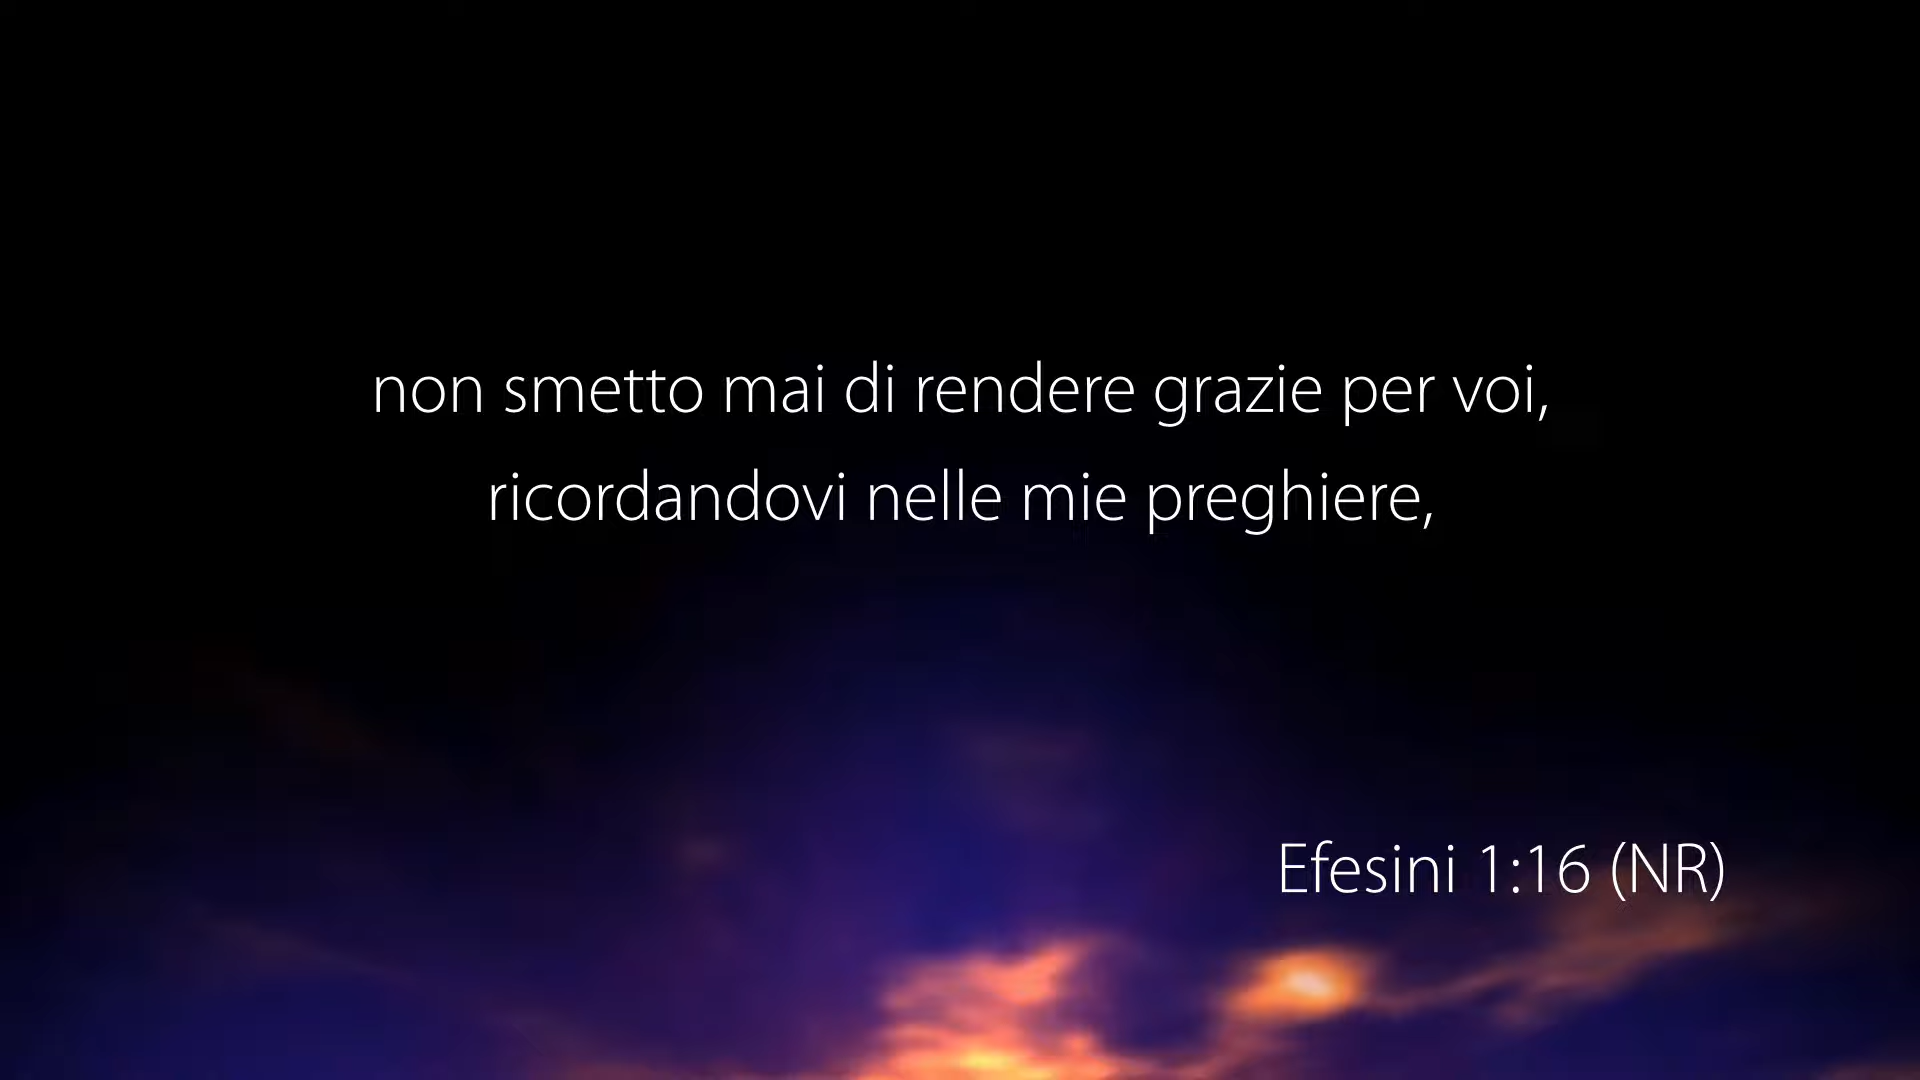 non smetto mai di rendere grazie per voi,
ricordandovi nelle mie preghiere,
Efesini 1:16 (NR)